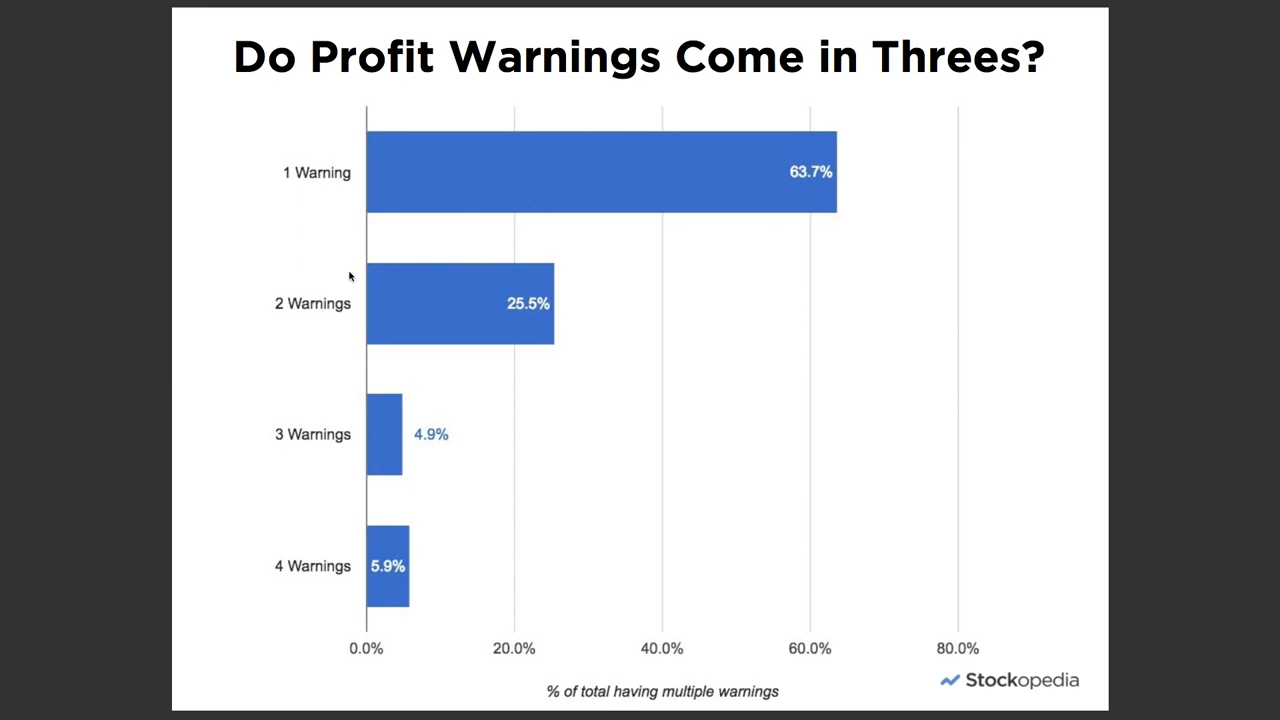 Do Profit Warnings Come in Threes?
1 Warning
63.7%
2 Warnings
25.5%
3 Warnings
4.9%
4 Warnings
5.9%
0.0%
20.0%
40.0%
60.0%
80.0%
% of total having multiple warnings
Stockopedia